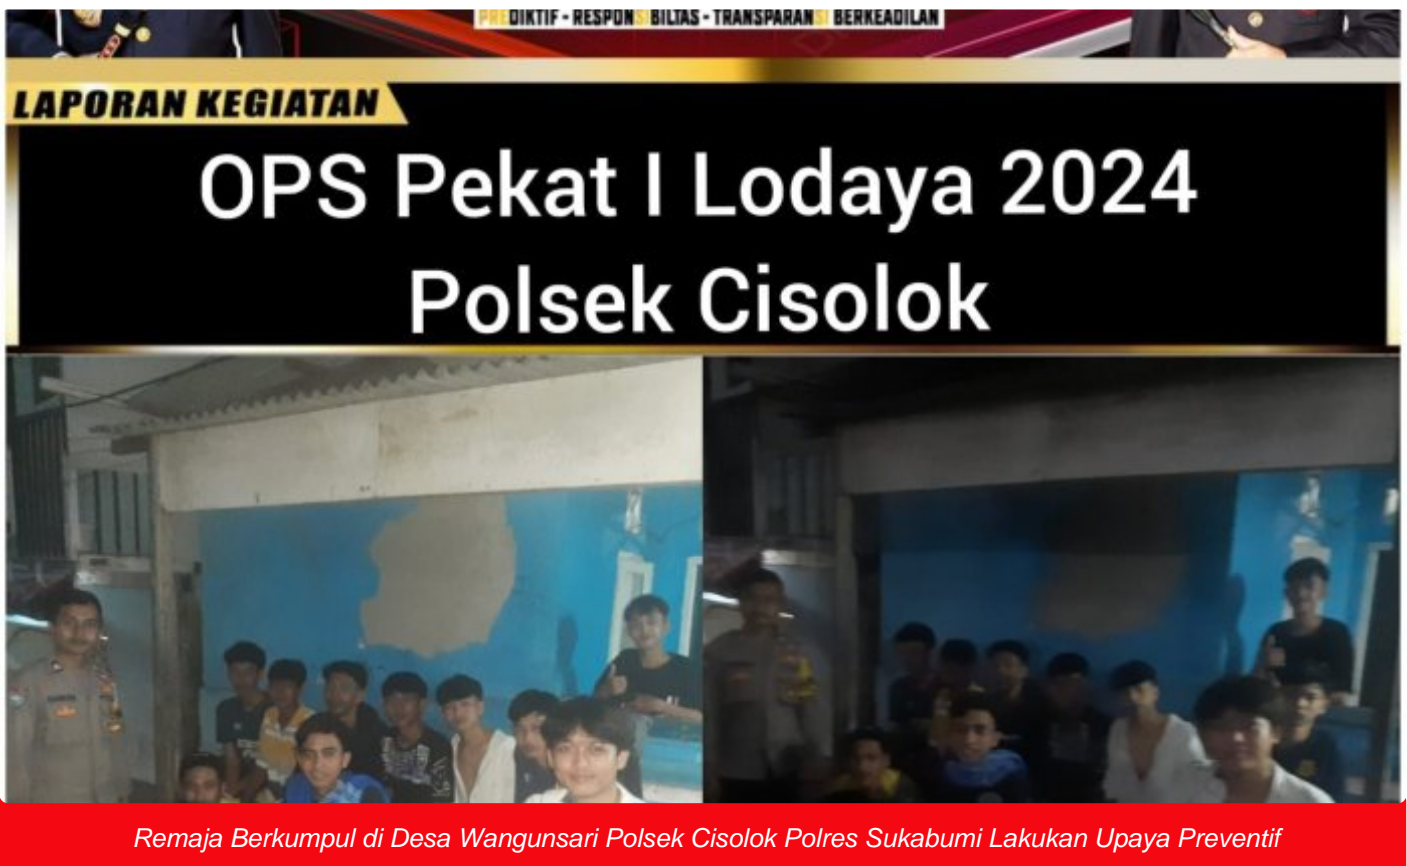 PREDIKTIF - RESPONSIBILTAS - TRANSPARANSI BERKEADILAN
LAPORAN KEGIATAN
OPS Pekat I Lodaya 2024
Polsek Cisolok
Remaja Berkumpul di Desa Wangunsari Polsek Cisolok Polres Sukabumi Lakukan Upaya Preventif